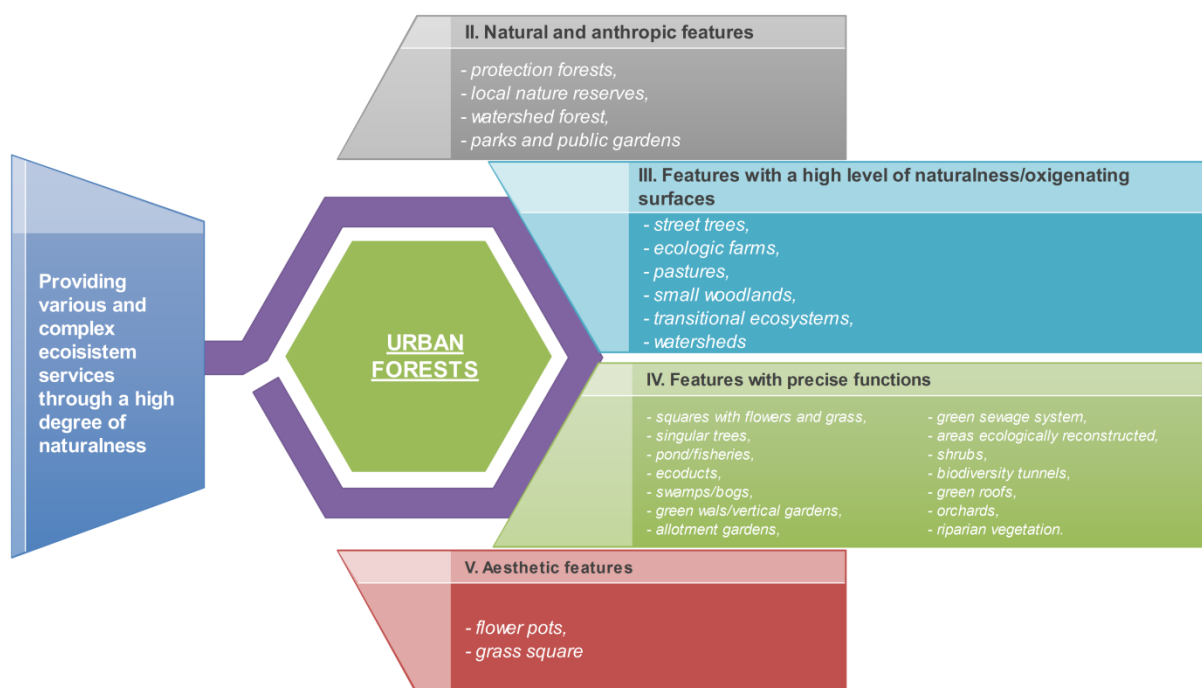 II. Natural and anthropic features
- protection forests,
- local nature reserves,
- watershed forest,
- parks and public gardens
III. Features with a high level of naturalness/oxigenating
surfaces
- street trees,
- ecologic farms,
- pastures,
- small woodlands,
- transitional ecosystems,
- watersheds
Providing
various and
complex
ecoisistem
services
through a high
degree of
naturalness
URBAN
FORESTS
IV. Features with precise functions
- squares with flowers and grass,
- singular trees,
- pond/fisheries,
- ecoducts,
- swamps/bogs,
- green wals/vertical gardens,
- allotment gardens,
- green sewage system,
- areas ecologically reconstructed,
- shrubs,
- biodiversity tunnels,
- green roofs,
- orchards,
- riparian vegetation.
V. Aesthetic features
- flower pots,
- grass square